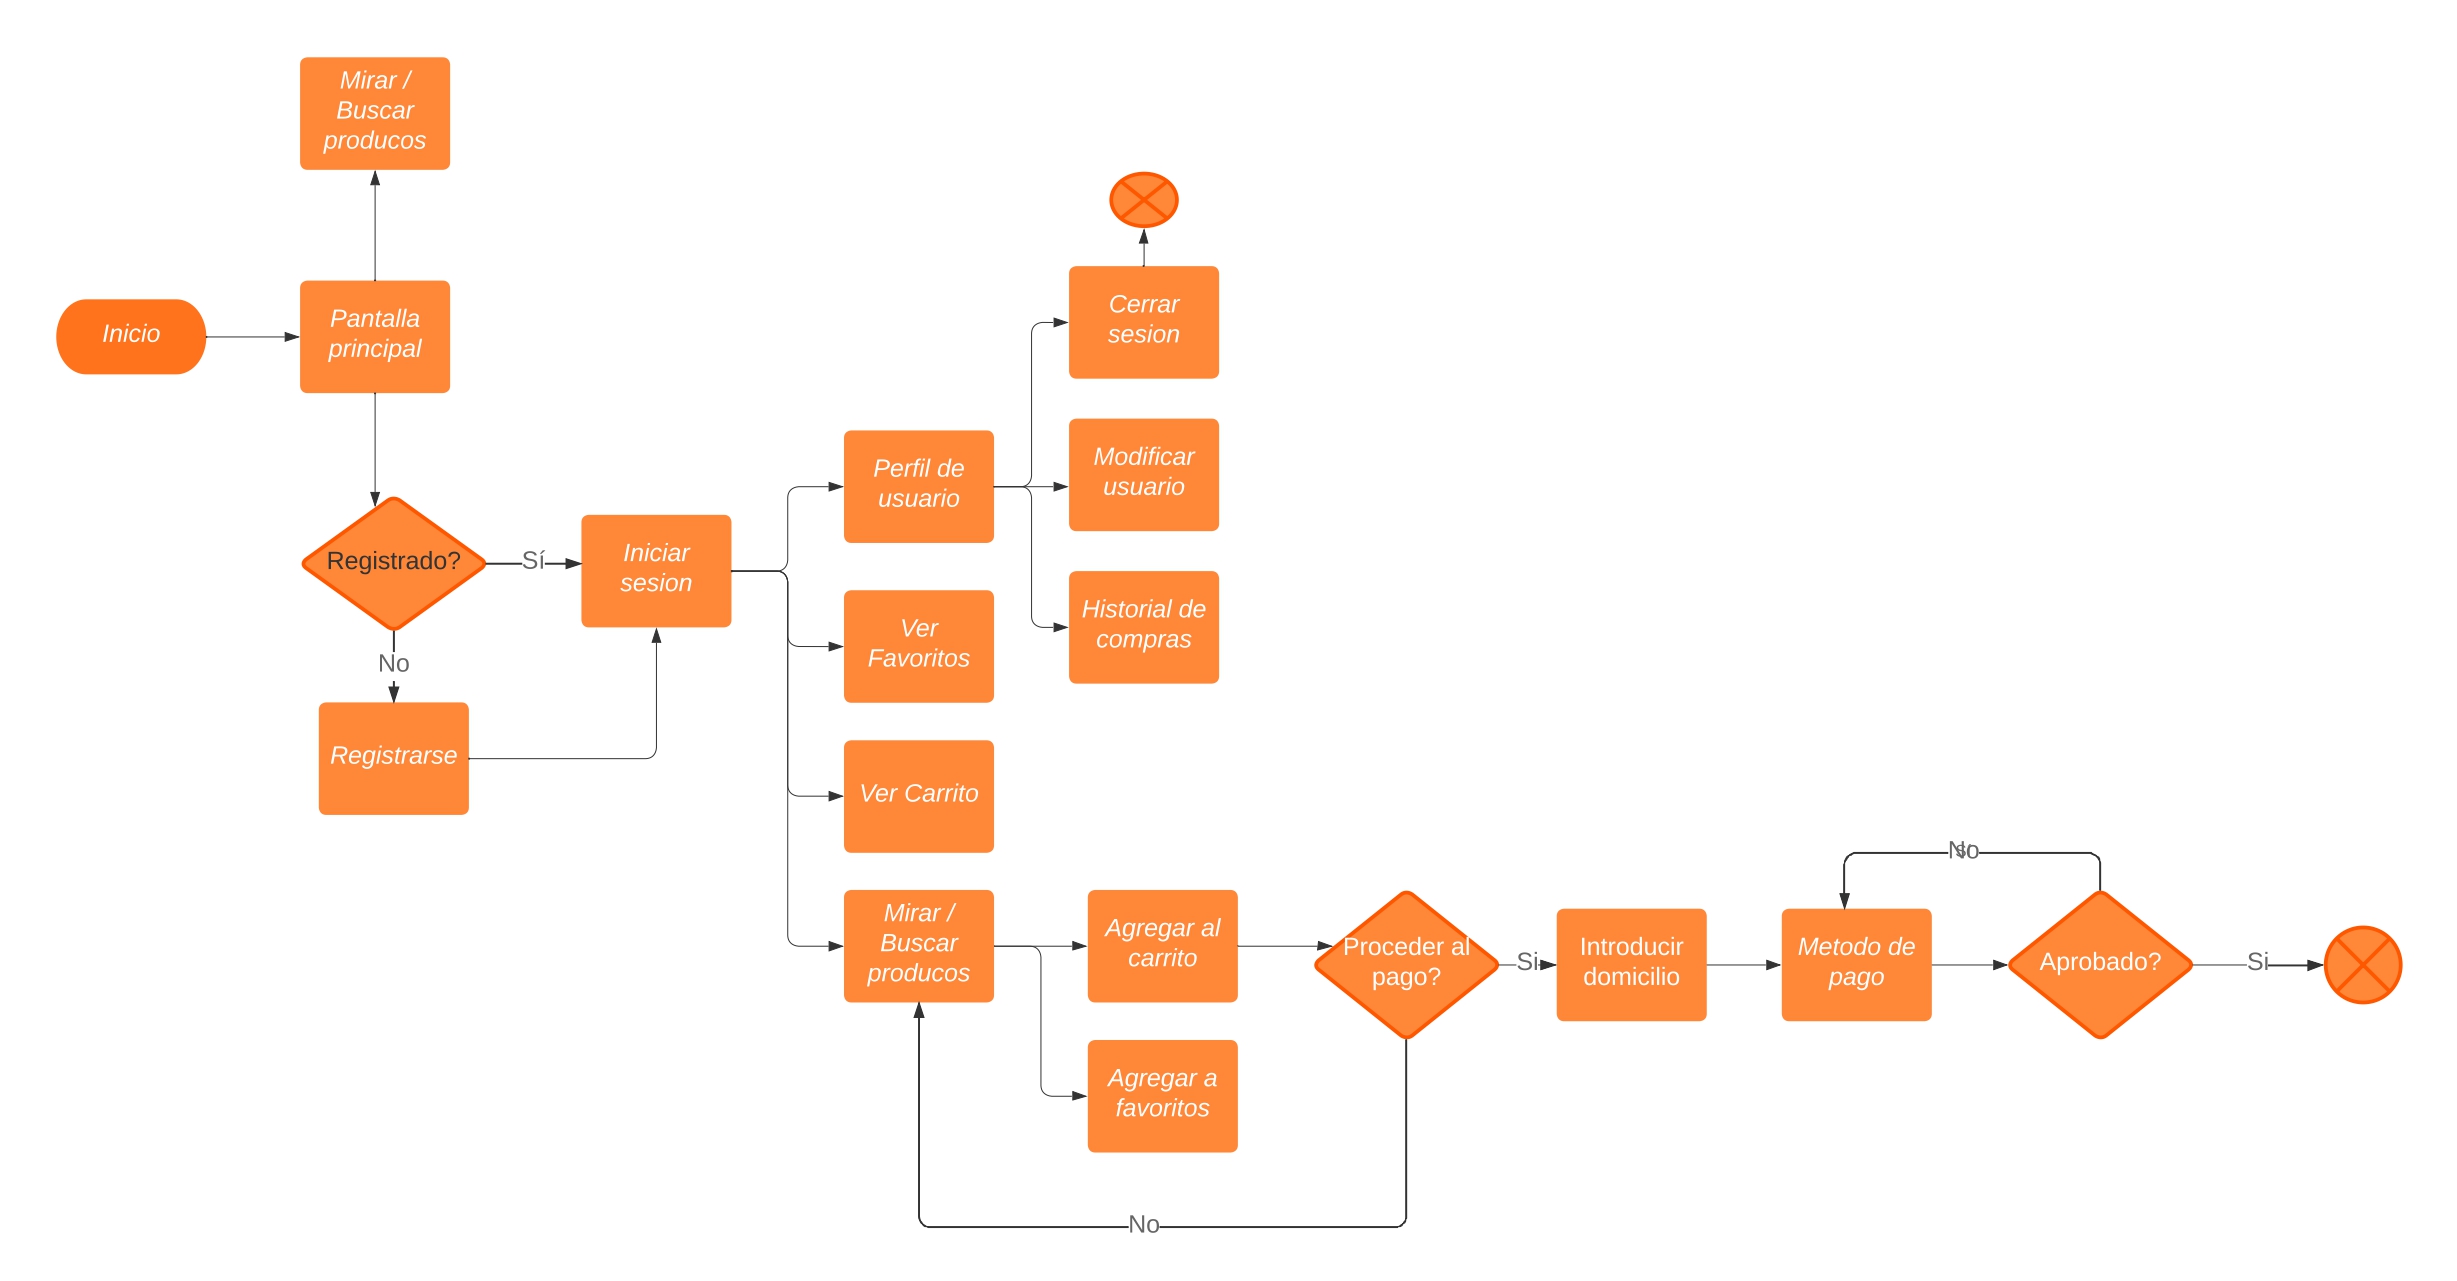 Mirar /
Buscar
producos
Inicio
Pantalla
principal
Registrado?
Sí
No
Registrarse
Iniciar
sesion
Perfil de
usuario
Cerrar
sesion
Modificar
usuario
Historial de
compras
Ver
Favoritos
Ver Carrito
Mirar /
Buscar
producos
Agregar al
carrito
Agregar a
favoritos
Proceder al
pago?
No
Si
Introducir
domicilio
Metodo de
pago
No
Aprobado?
Si